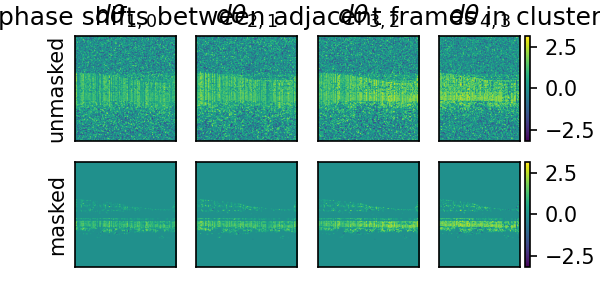 phase shifts between adjacent frames in cluster
dθ1,0 dθ2,1 dθ3,2 dθ4,3
unmasked
2.5
0.0
−2.5
masked
2.5
0.0
−2.5